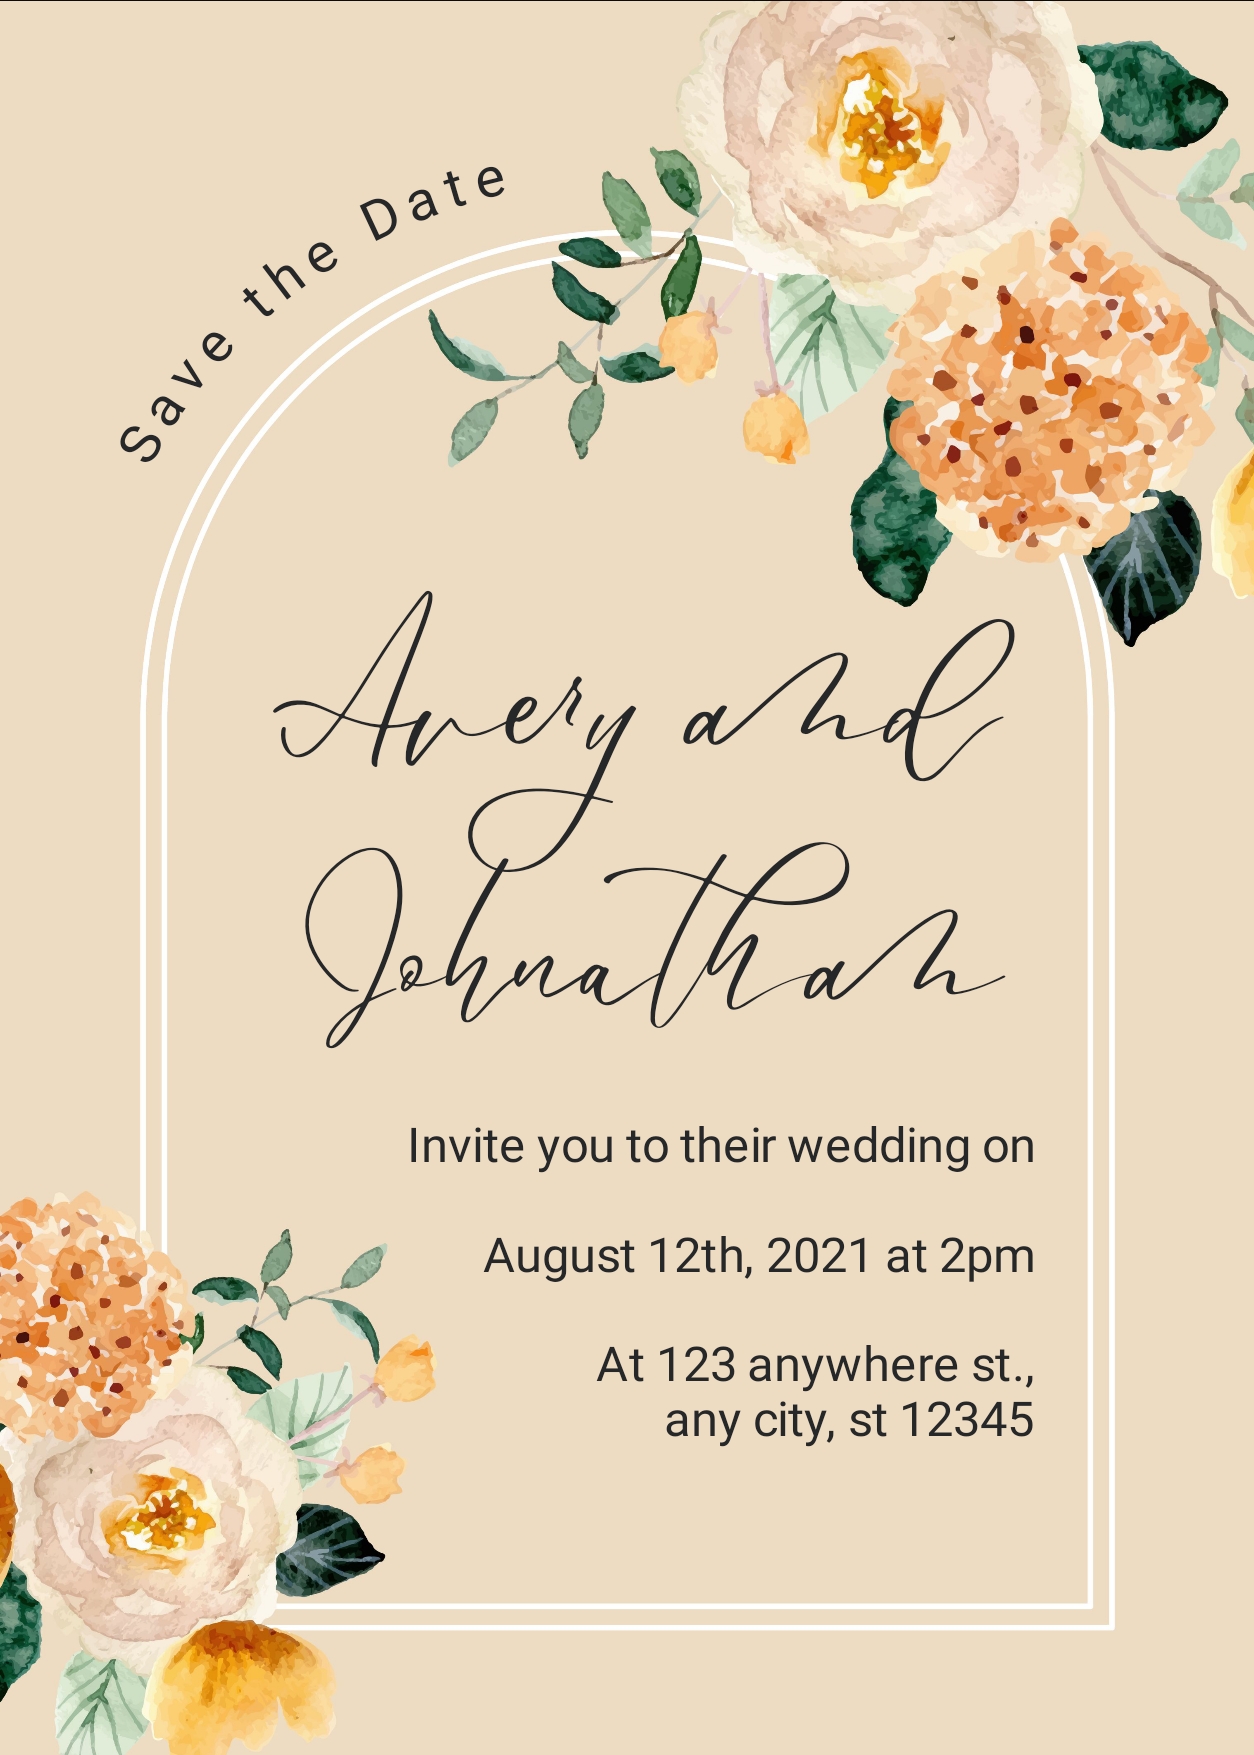 Save the Date
Avery and
Johnathan
Invite you to their wedding on
August 12th, 2021 at 2pm
At 123 anywhere st.,
any city, st 12345